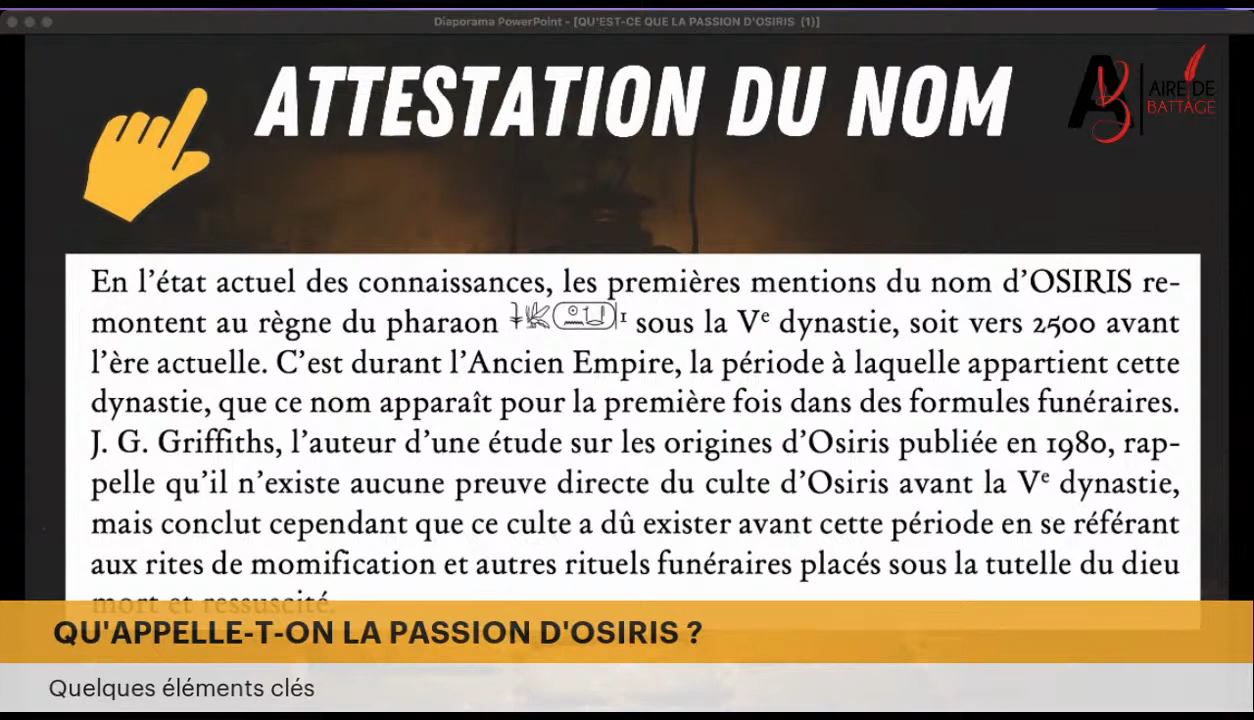 Diaporama PowerPoint - [QU'EST-CE QUE LA PASSION D'OSIRIS (1)]
ATTESTATION DU NOM
AIRE DE
BATTAGE
En l'état actuel des connaissances, les premières mentions du nom d'OSIRIS re-
montent au règne du pharaon sous la Vᵉ dynastie, soit vers 2500 avant
l'ère actuelle. C'est durant l'Ancien Empire, la période à laquelle appartient cette
dynastie, que ce nom apparaît pour la première fois dans des formules funéraires.
J. G. Griffiths, l'auteur d'une étude sur les origines d'Osiris publiée en 1980, rap-
pelle qu'il n'existe aucune preuve directe du culte d'Osiris avant la Vᵉ dynastie,
mais conclut cependant que ce culte a dû exister avant cette période en se référant
aux rites de momification et autres rituels funéraires placés sous la tutelle du dieu
mort et ressuscité.
QU'APPELLE-T-ON LA PASSION D'OSIRIS ?
Quelques éléments clés